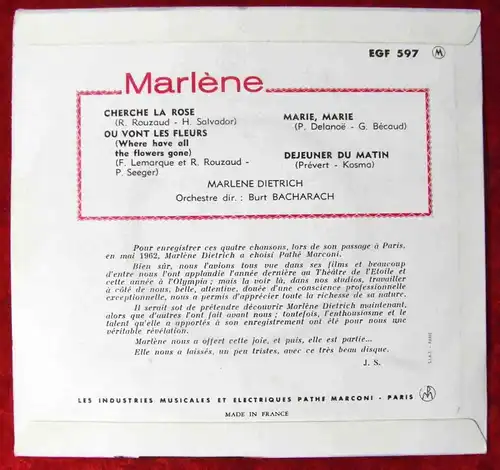 EGF 597 M
Marlène
CHERCHE LA ROSE
(R. Rouzaud - H. Salvador)
OU VONT LES FLEURS
(Where have all
the flowers gone)
(F. Lemarque et R. Rouzaud -
P. Seeger)
MARIE, MARIE
(P. Delanoë - G. Bécaud)
DEJEUNER DU MATIN
(Prévert - Kosma)
MARLENE DIETRICH
Orchestre dir. : Burt BACHARACH
Pour enregistrer ces quatre chansons, lors de son passage à Paris,
en mai 1962, Marlène Dietrich a choisi Pathé Marconi.
Bien sûr, nous l'avions tous vue dans ses films et beaucoup
d'entre nous l'ont applaudie l'année dernière au Théâtre de l'Etoile et
cette année à l'Olympia ; mais la voir là, dans nos studios, travailler
à côté de nous, belle, attentive, douée d'une conscience professionnelle
exceptionnelle, nous a permis d'apprécier toute la richesse de sa nature.
Il serait sot de prétendre découvrir Marlène Dietrich maintenant,
alors que d'autres l'ont fait avant nous ; toutefois, l'enthousiasme et le
talent qu'elle a apportés à son enregistrement ont été pour nous une
véritable révélation.
Marlène nous a offert cette joie, et puis, elle est partie...
Elle nous a laissés, un peu tristes, avec ce très beau disque.
J. S.
LES INDUSTRIES MUSICALES ET ELECTRIQUES PATHE MARCONI - PARIS
MADE IN FRANCE